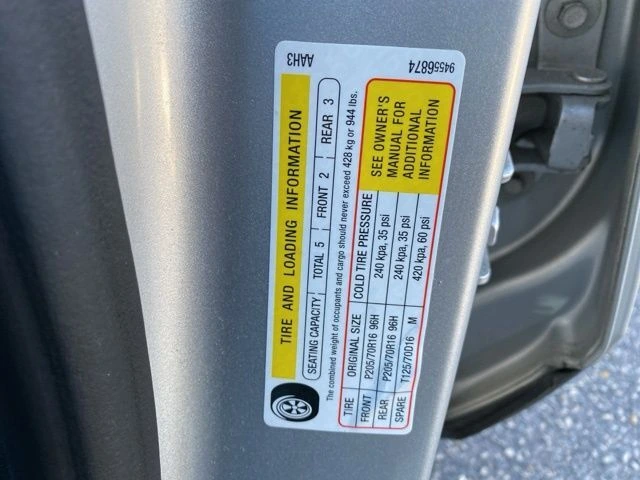 AAH3
94556874
TIRE AND LOADING INFORMATION
SEATING CAPACITY TOTAL 5 FRONT 2 REAR 3
The combined weight of occupants and cargo should never exceed 428 kg or 944 lbs.
TIRE ORIGINAL SIZE COLD TIRE PRESSURE
FRONT P205/70R16 96H 240 kpa, 35 psi
REAR P205/70R16 96H 240 kpa, 35 psi
SPARE T125/70D16 M 420 kpa, 60 psi
SEE OWNER'S
MANUAL FOR
ADDITIONAL
INFORMATION